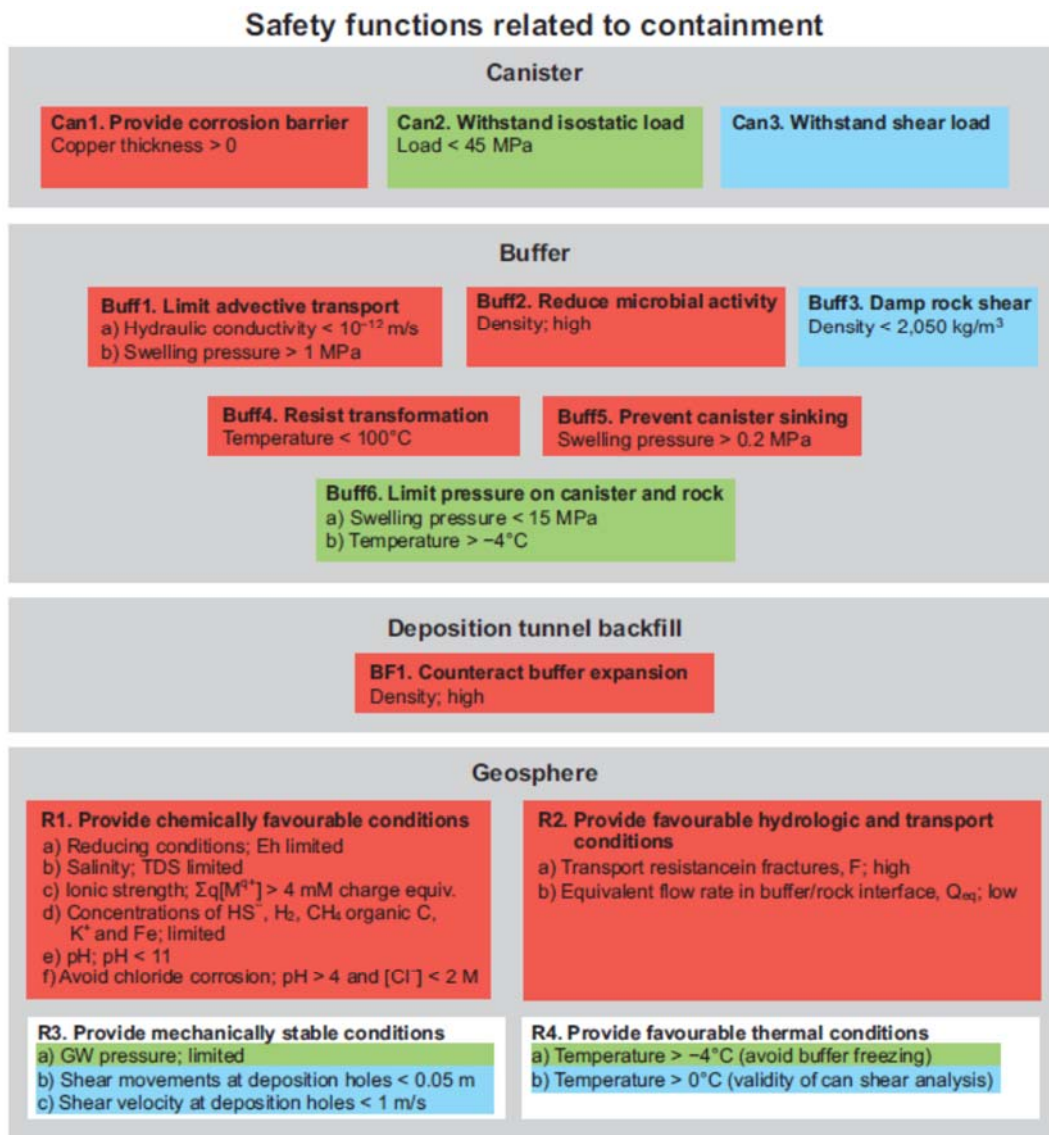 Safety functions related to containment
Canister
Can1. Provide corrosion barrier
Copper thickness > 0
Can2. Withstand isostatic load
Load < 45 MPa
Can3. Withstand shear load
Buffer
Buff1. Limit advective transport
a) Hydraulic conductivity < 10⁻¹² m/s
b) Swelling pressure > 1 MPa
Buff2. Reduce microbial activity
Density; high
Buff3. Damp rock shear
Density < 2,050 kg/m³
Buff4. Resist transformation
Temperature < 100°C
Buff5. Prevent canister sinking
Swelling pressure > 0.2 MPa
Buff6. Limit pressure on canister and rock
a) Swelling pressure < 15 MPa
b) Temperature > −4°C
Deposition tunnel backfill
BF1. Counteract buffer expansion
Density; high
Geosphere
R1. Provide chemically favourable conditions
a) Reducing conditions; Eh limited
b) Salinity; TDS limited
c) Ionic strength; Σq[M^q+] > 4 mM charge equiv.
d) Concentrations of HS⁻, H₂, CH₄ organic C,
K⁺ and Fe; limited
e) pH; pH < 11
f) Avoid chloride corrosion; pH > 4 and [Cl⁻] < 2 M
R2. Provide favourable hydrologic and transport
conditions
a) Transport resistancein fractures, F; high
b) Equivalent flow rate in buffer/rock interface, Q_eq; low
R3. Provide mechanically stable conditions
a) GW pressure; limited
b) Shear movements at deposition holes < 0.05 m
c) Shear velocity at deposition holes < 1 m/s
R4. Provide favourable thermal conditions
a) Temperature > −4°C (avoid buffer freezing)
b) Temperature > 0°C (validity of can shear analysis)